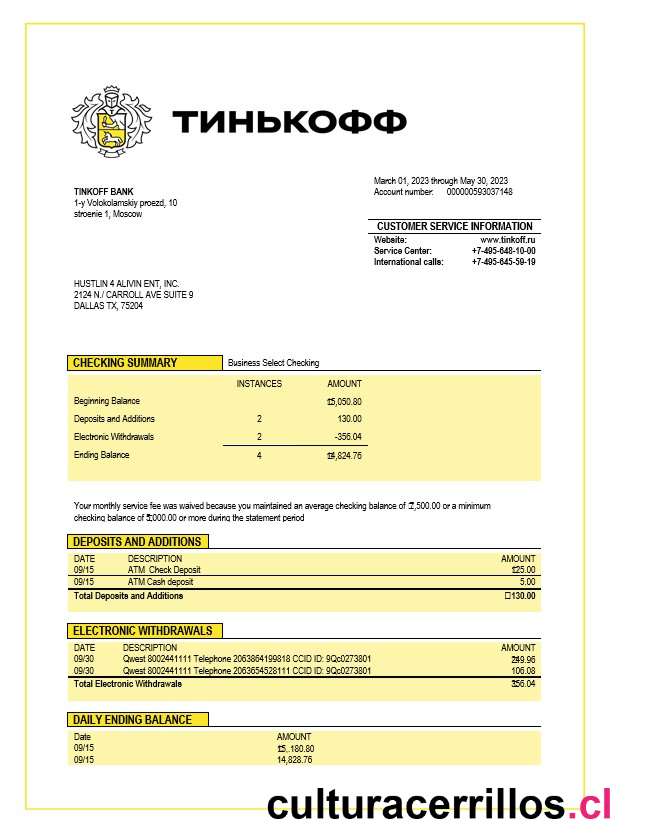 ТИНЬКОФФ
March 01, 2023 through May 30, 2023
Account number: 000000593037148
TINKOFF BANK
1-y Volokolamskiy proezd, 10
stroenie 1, Moscow
CUSTOMER SERVICE INFORMATION
Website: www.tinkoff.ru
Service Center: +7-495-648-10-00
International calls: +7-495-645-59-19
HUSTLIN 4 ALIVIN ENT, INC.
2124 N./ CARROLL AVE SUITE 9
DALLAS TX, 75204
CHECKING SUMMARY Business Select Checking
INSTANCES AMOUNT
Beginning Balance 15,050.80
Deposits and Additions 2 130.00
Electronic Withdrawals 2 -356.04
Ending Balance 4 14,824.76
Your monthly service fee was waived because you maintained an average checking balance of 7,500.00 or a minimum
checking balance of 5,000.00 or more during the statement period
DEPOSITS AND ADDITIONS
DATE DESCRIPTION AMOUNT
09/15 ATM Check Deposit 125.00
09/15 ATM Cash deposit 5.00
Total Deposits and Additions 130.00
ELECTRONIC WITHDRAWALS
DATE DESCRIPTION AMOUNT
09/30 Qwest 8002441111 Telephone 2063864199818 CCID ID: 9Qc0273801 249.96
09/30 Qwest 8002441111 Telephone 2063654528111 CCID ID: 9Qc0273801 106.08
Total Electronic Withdrawals 356.04
DAILY ENDING BALANCE
Date AMOUNT
09/15 15,.180.80
09/15 14,828.76
culturacerrillos.cl